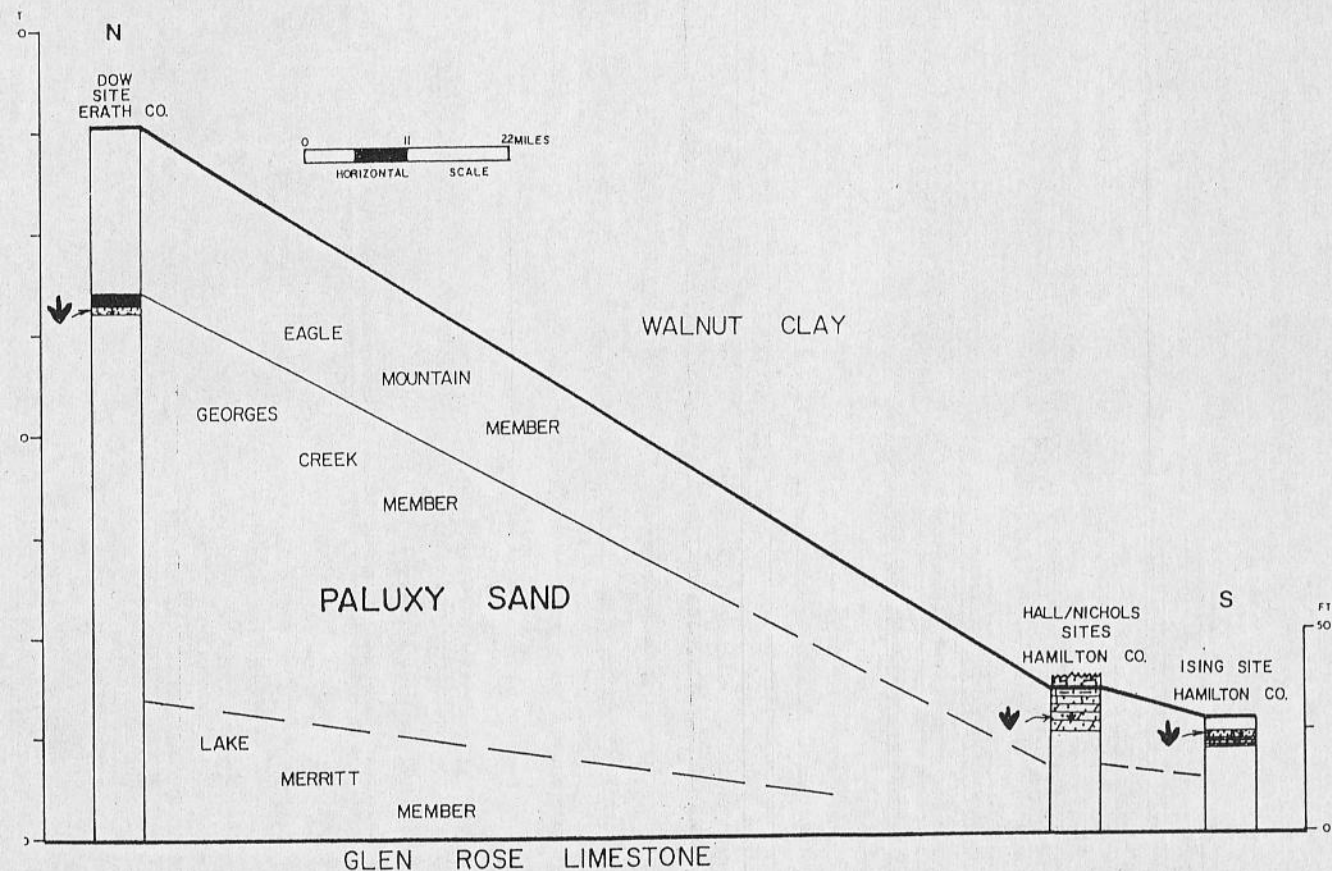 N
DOW
SITE
ERATH CO.
0 11 22MILES
HORIZONTAL SCALE
WALNUT CLAY
EAGLE
MOUNTAIN
MEMBER
GEORGES
CREEK
MEMBER
PALUXY SAND
S
HALL/NICHOLS
SITES
HAMILTON CO.
ISING SITE
HAMILTON CO.
FT
50
0
LAKE
MERRITT
MEMBER
GLEN ROSE LIMESTONE